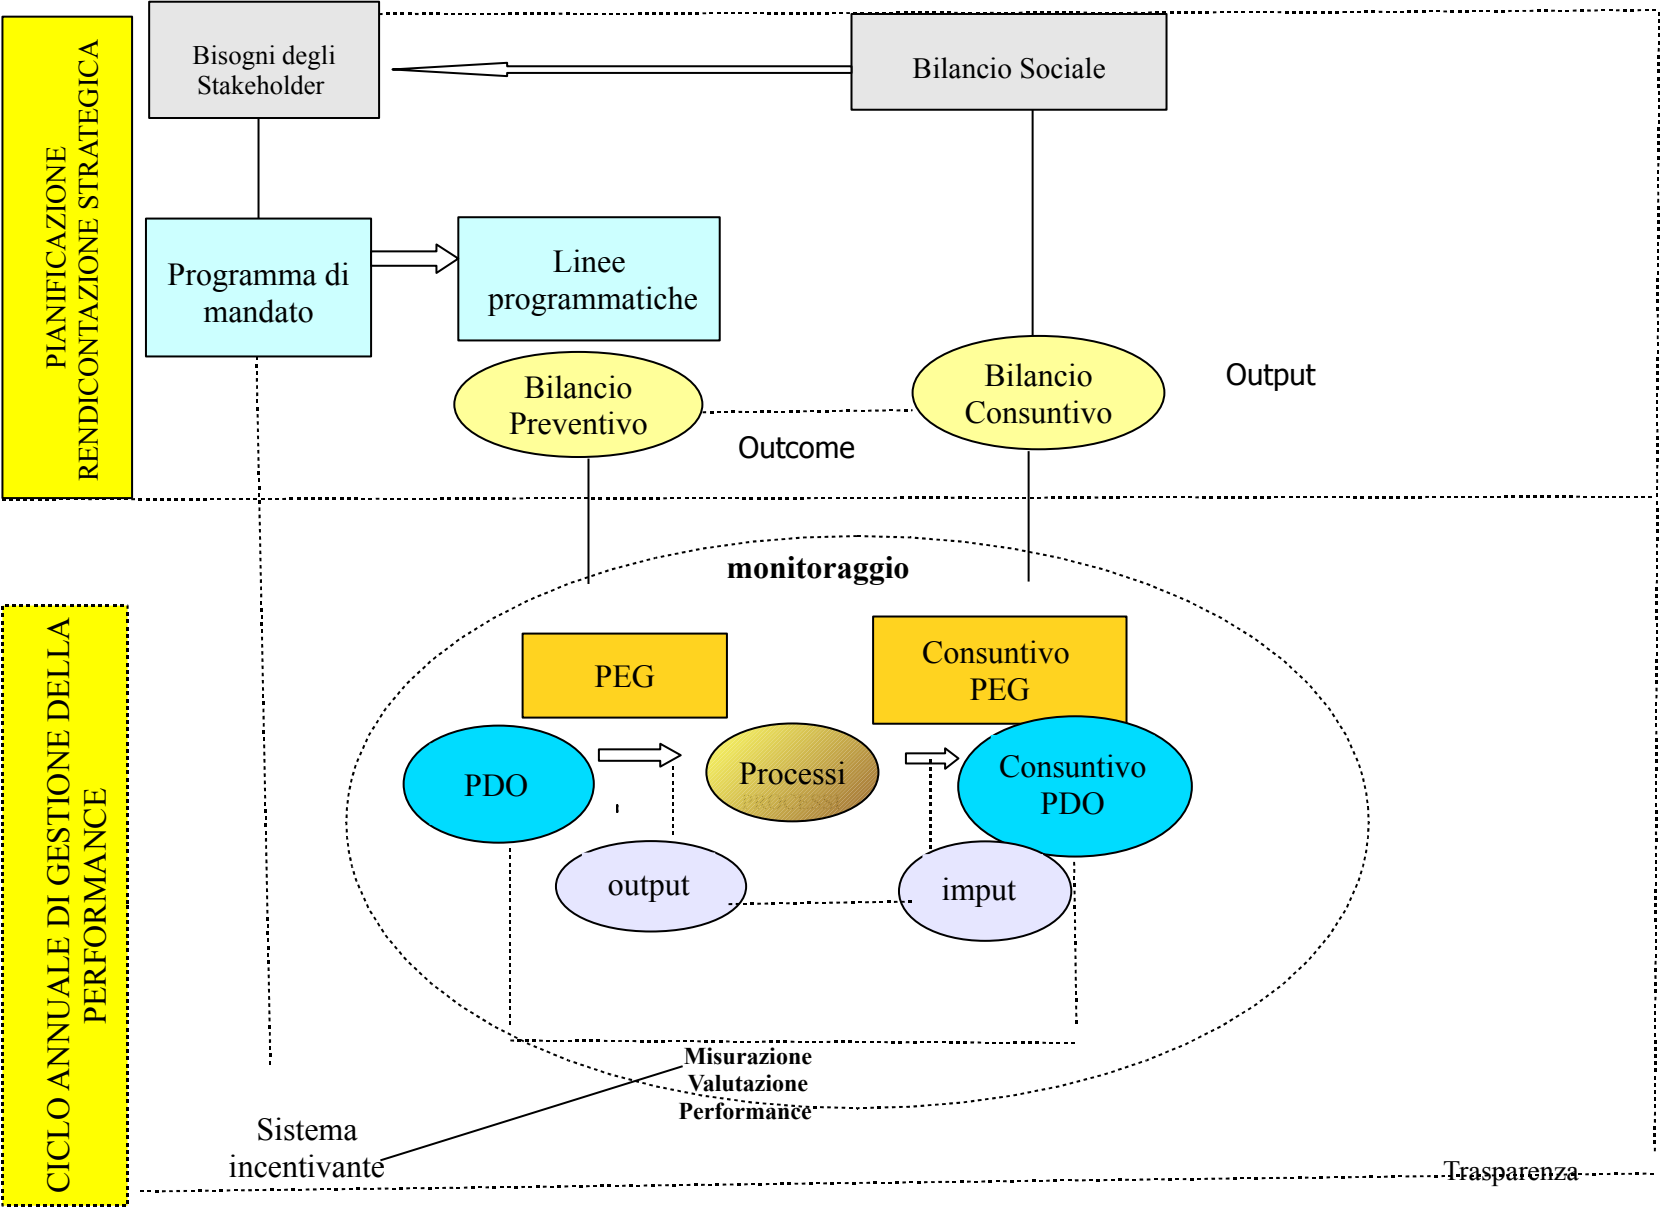 PIANIFICAZIONE
RENDICONTAZIONE STRATEGICA
Bisogni degli
Stakeholder
Bilancio Sociale
Programma di
mandato
Linee
programmatiche
Bilancio
Preventivo
Bilancio
Consuntivo
Output
Outcome
CICLO ANNUALE DI GESTIONE DELLA
PERFORMANCE
monitoraggio
PEG
Consuntivo
PEG
PDO
Processi
PROCESSI
Consuntivo
PDO
output
imput
Misurazione
Valutazione
Performance
Sistema
incentivante
Trasparenza